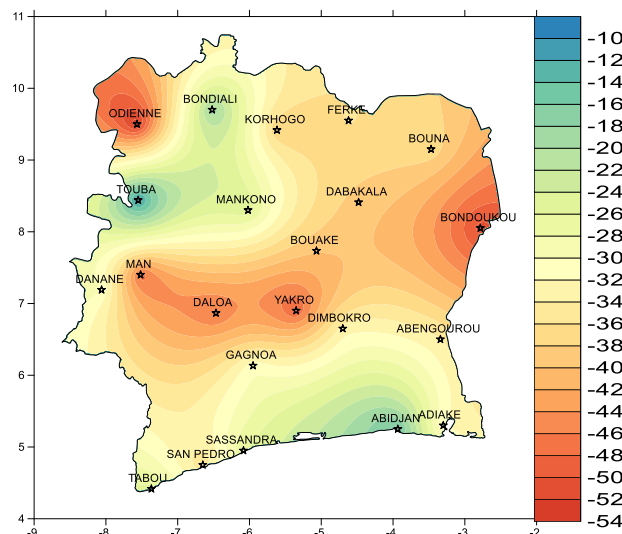 11
10
9
8
7
6
5
4
-9
-8
-7
-6
-5
-4
-3
-2
BONDIALI
ODIENNE
KORHOGO
FERKE
BOUNA
TOUBA
MANKONO
DABAKALA
BONDOUKOU
BOUAKE
MAN
DANANE
DALOA
YAKRO
DIMBOKRO
ABENGOUROU
GAGNOA
ABIDJAN
ADIAKE
SASSANDRA
SAN PEDRO
TABOU
-10
-12
-14
-16
-18
-20
-22
-24
-26
-28
-30
-32
-34
-36
-38
-40
-42
-44
-46
-48
-50
-52
-54